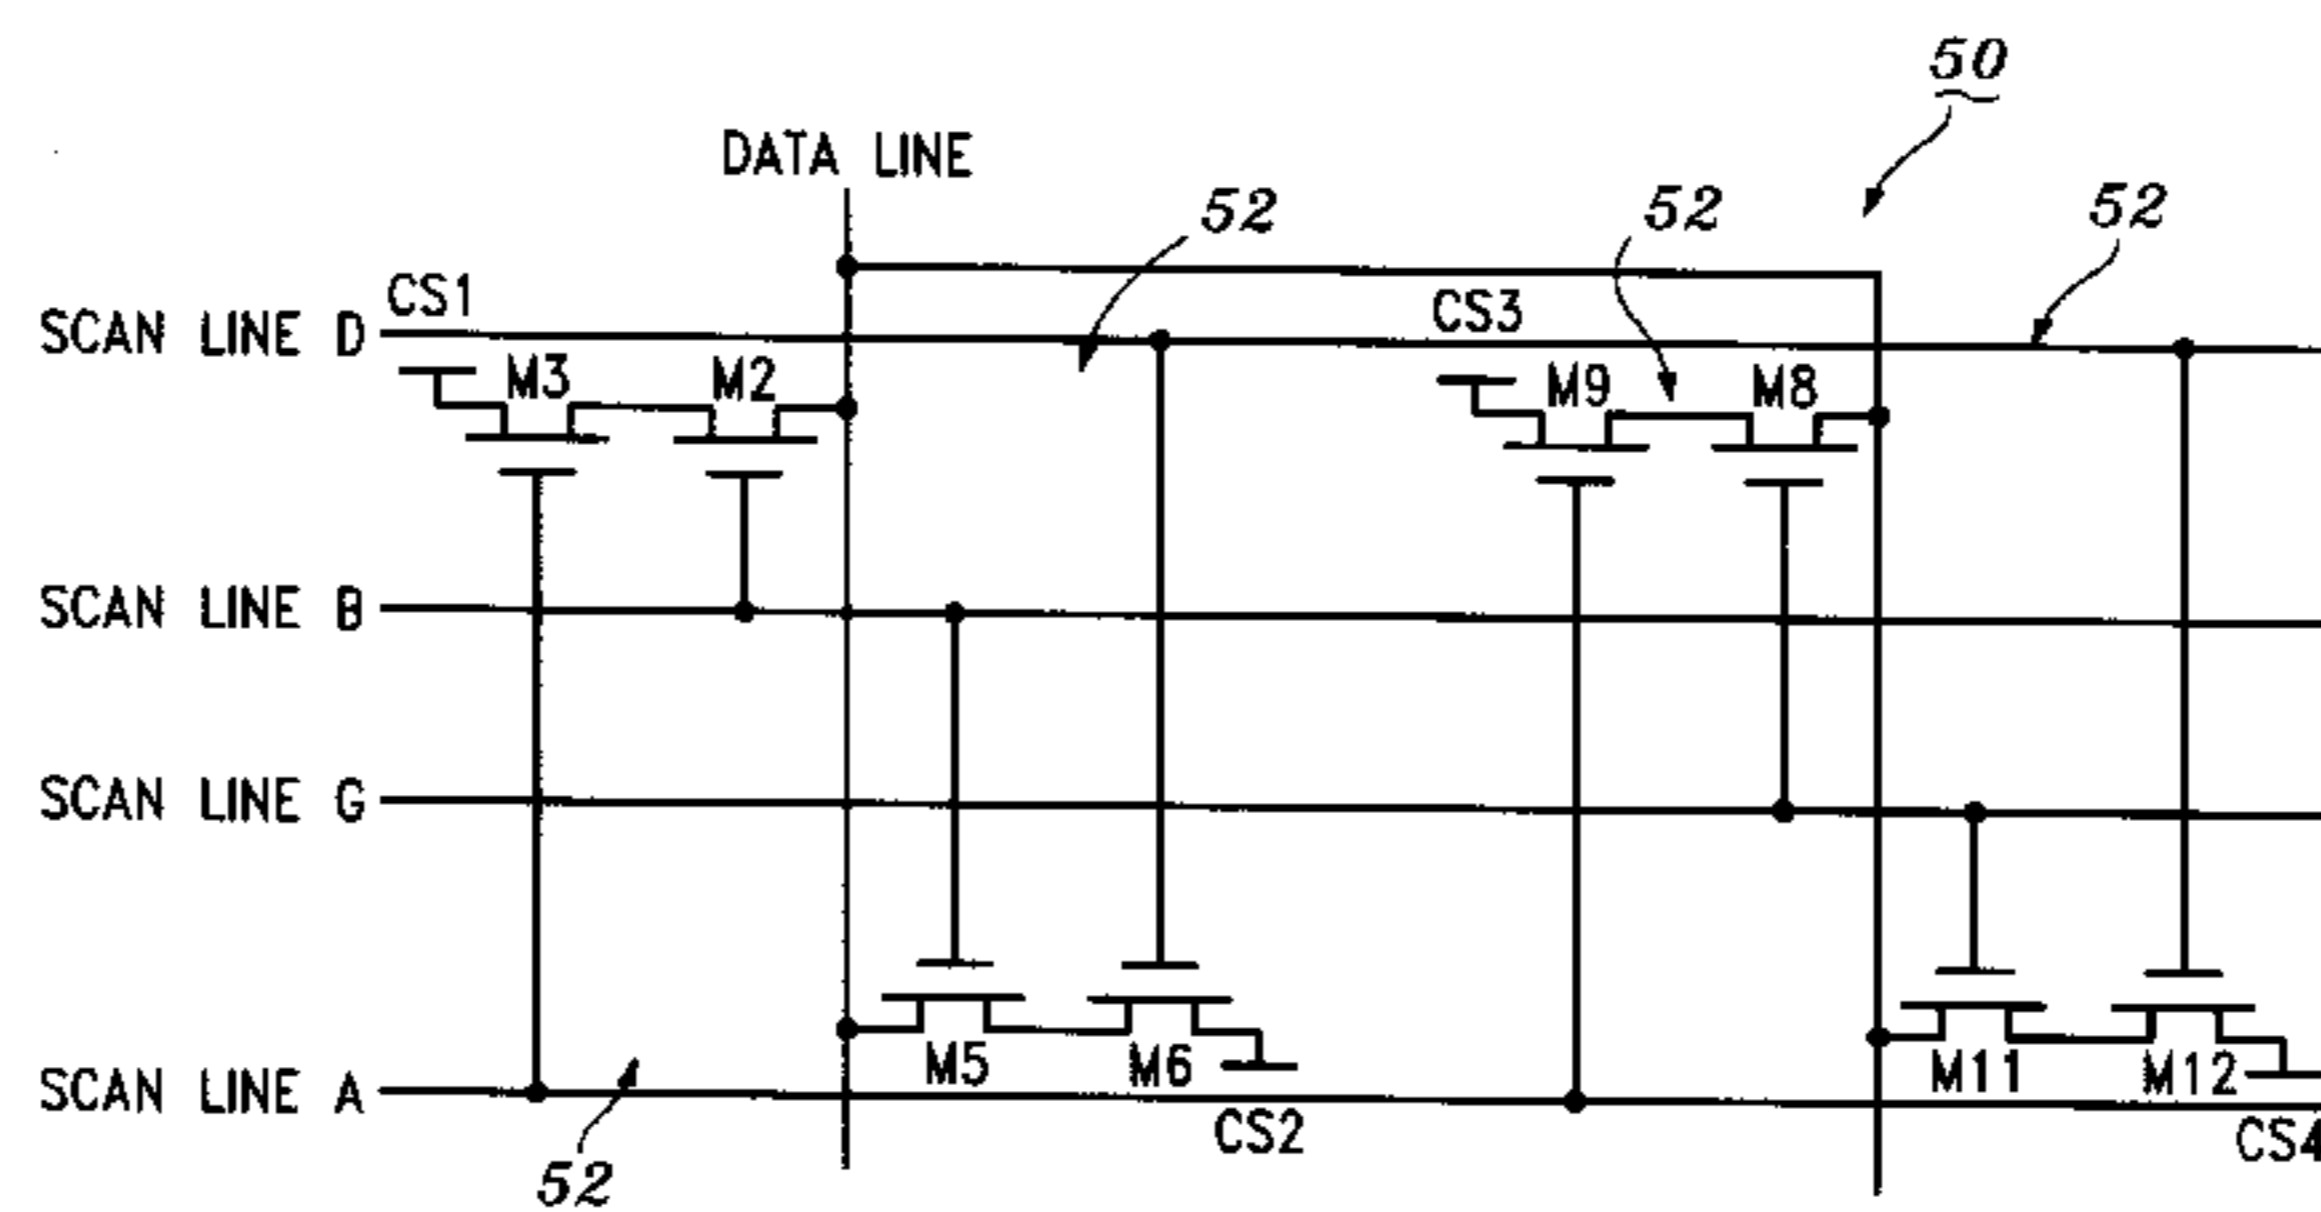 50
DATA LINE
52
52
52
CS1
CS3
SCAN LINE D
M3
M2
M9
M8
SCAN LINE B
SCAN LINE G
M5
M6
M11
M12
SCAN LINE A
CS2
CS4
52